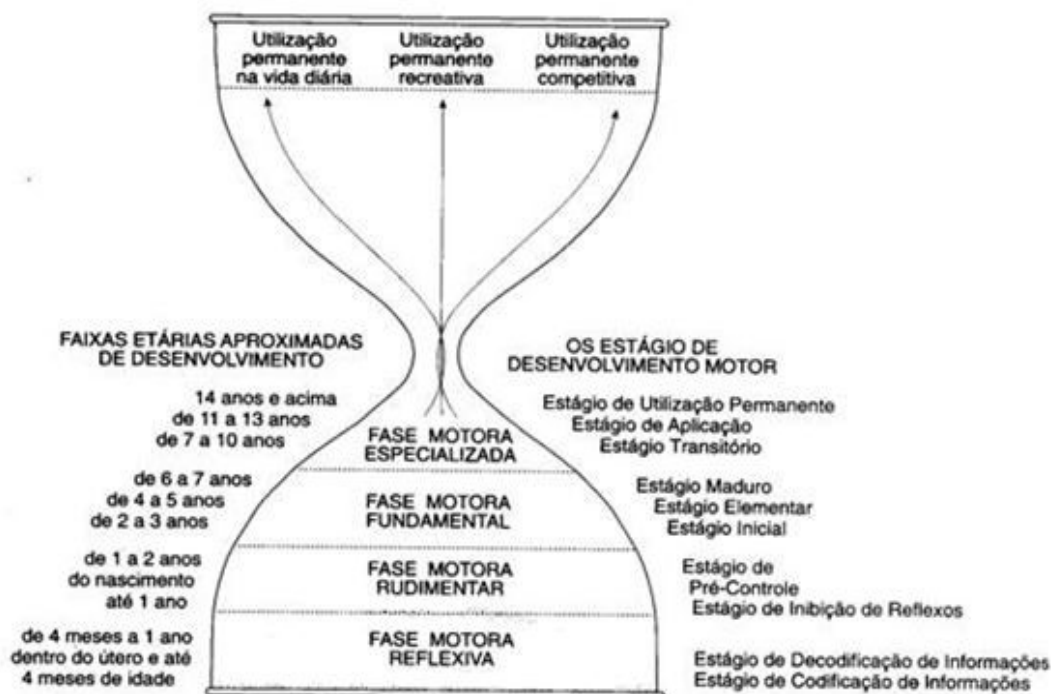 Utilização permanente na vida diária
Utilização permanente recreativa
Utilização permanente competitiva
FAIXAS ETÁRIAS APROXIMADAS
DE DESENVOLVIMENTO
OS ESTÁGIO DE
DESENVOLVIMENTO MOTOR
14 anos e acima
de 11 a 13 anos
de 7 a 10 anos
FASE MOTORA
ESPECIALIZADA
Estágio de Utilização Permanente
Estágio de Aplicação
Estágio Transitório
de 6 a 7 anos
de 4 a 5 anos
de 2 a 3 anos
FASE MOTORA
FUNDAMENTAL
Estágio Maduro
Estágio Elementar
Estágio Inicial
de 1 a 2 anos
do nascimento
até 1 ano
FASE MOTORA
RUDIMENTAR
Estágio de
Pré-Controle
Estágio de Inibição de Reflexos
de 4 meses a 1 ano
dentro do útero e até
4 meses de idade
FASE MOTORA
REFLEXIVA
Estágio de Decodificação de Informações
Estágio de Codificação de Informações